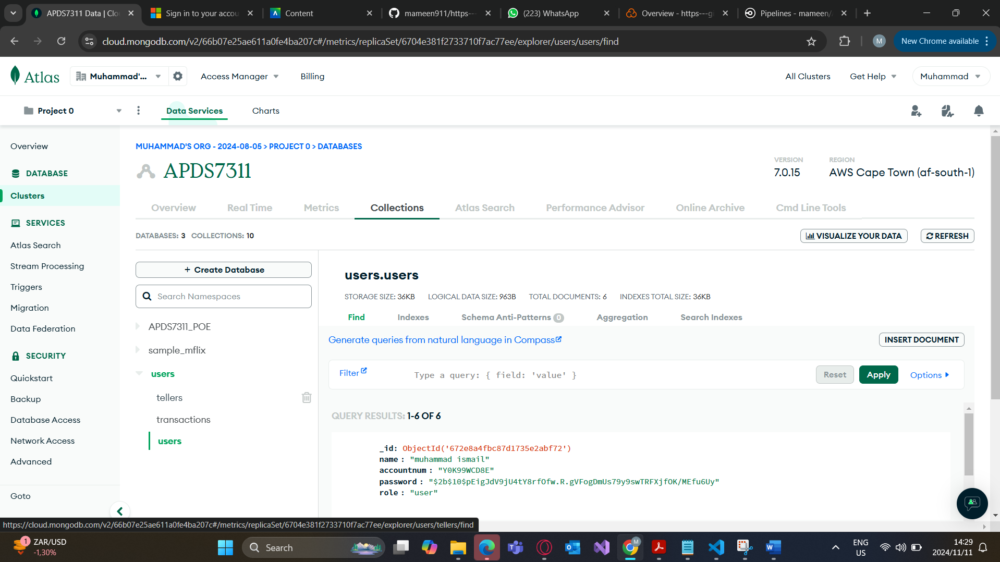 APDS7311 Data | Clo
Sign in to your accou
Content
mameen911/https---
(223) WhatsApp
Overview - https---gi
Pipelines - mameen/
cloud.mongodb.com/v2/66b07e25ae611a0fe4ba207c#/metrics/replicaSet/6704e381f2733710f7ac77ee/explorer/users/users/find
M
New Chrome available
Atlas
Muhammad'...
Access Manager
Billing
All Clusters
Get Help
Muhammad
Project 0
Data Services
Charts
Overview
DATABASE
Clusters
SERVICES
Atlas Search
Stream Processing
Triggers
Migration
Data Federation
SECURITY
Quickstart
Backup
Database Access
Network Access
Advanced
Goto
MUHAMMAD'S ORG - 2024-08-05 > PROJECT 0 > DATABASES
APDS7311
VERSION
7.0.15
REGION
AWS Cape Town (af-south-1)
Overview
Real Time
Metrics
Collections
Atlas Search
Performance Advisor
Online Archive
Cmd Line Tools
DATABASES: 3 COLLECTIONS: 10
VISUALIZE YOUR DATA
REFRESH
+ Create Database
Search Namespaces
APDS7311_POE
sample_mflix
users
tellers
transactions
users
users.users
STORAGE SIZE: 36KB LOGICAL DATA SIZE: 963B TOTAL DOCUMENTS: 6 INDEXES TOTAL SIZE: 36KB
Find
Indexes
Schema Anti-Patterns 0
Aggregation
Search Indexes
Generate queries from natural language in Compass
INSERT DOCUMENT
Filter
Type a query: { field: 'value' }
Reset
Apply
Options
QUERY RESULTS: 1-6 OF 6
_id: ObjectId('672e8a4fbc87d1735e2abf72')
name : "muhammad ismail"
accountnum : "Y0K99WCD8E"
password : "$2b$10$pEigJdV9jU4tY8rfOfw.R.gVFogDmUs79y9swTRFXjfOK/MEfu6Uy"
role : "user"
https://cloud.mongodb.com/v2/66b07e25ae611a0fe4ba207c#/metrics/replicaSet/6704e381f2733710f7ac77ee/explorer/users/tellers/find
1
ZAR/USD
-1,30%
Search
M
ENG
US
14:29
2024/11/11